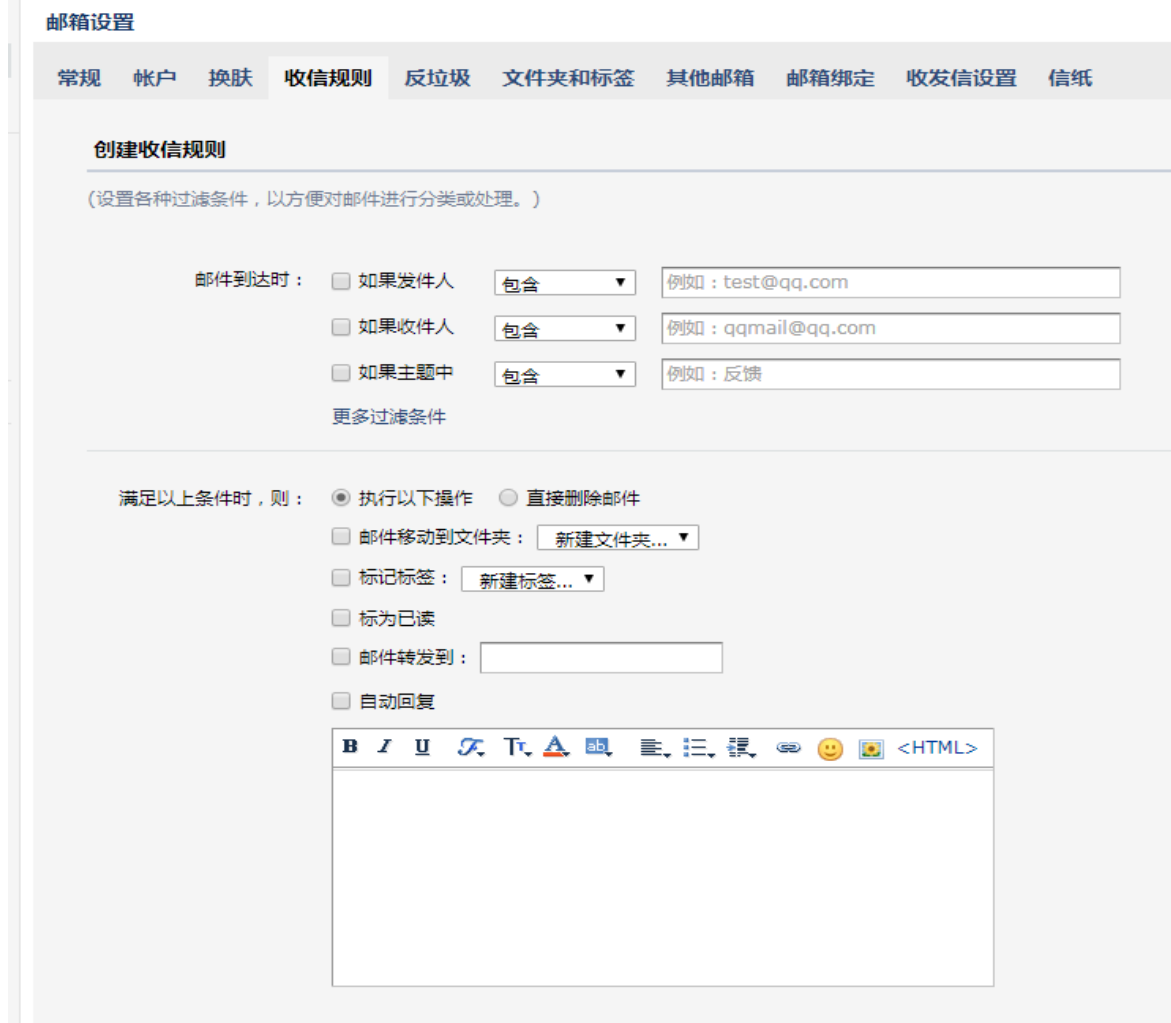 邮箱设置
常规 帐户 换肤 收信规则 反垃圾 文件夹和标签 其他邮箱 邮箱绑定 收发信设置 信纸
创建收信规则
(设置各种过滤条件，以方便对邮件进行分类或处理。)
邮件到达时： 如果发件人 包含 例如：test@qq.com
如果收件人 包含 例如：qqmail@qq.com
如果主题中 包含 例如：反馈
更多过滤条件
满足以上条件时，则： 执行以下操作 直接删除邮件
邮件移动到文件夹： 新建文件夹...
标记标签： 新建标签...
标为已读
邮件转发到：
自动回复
B I U F Tt A ab <HTML>